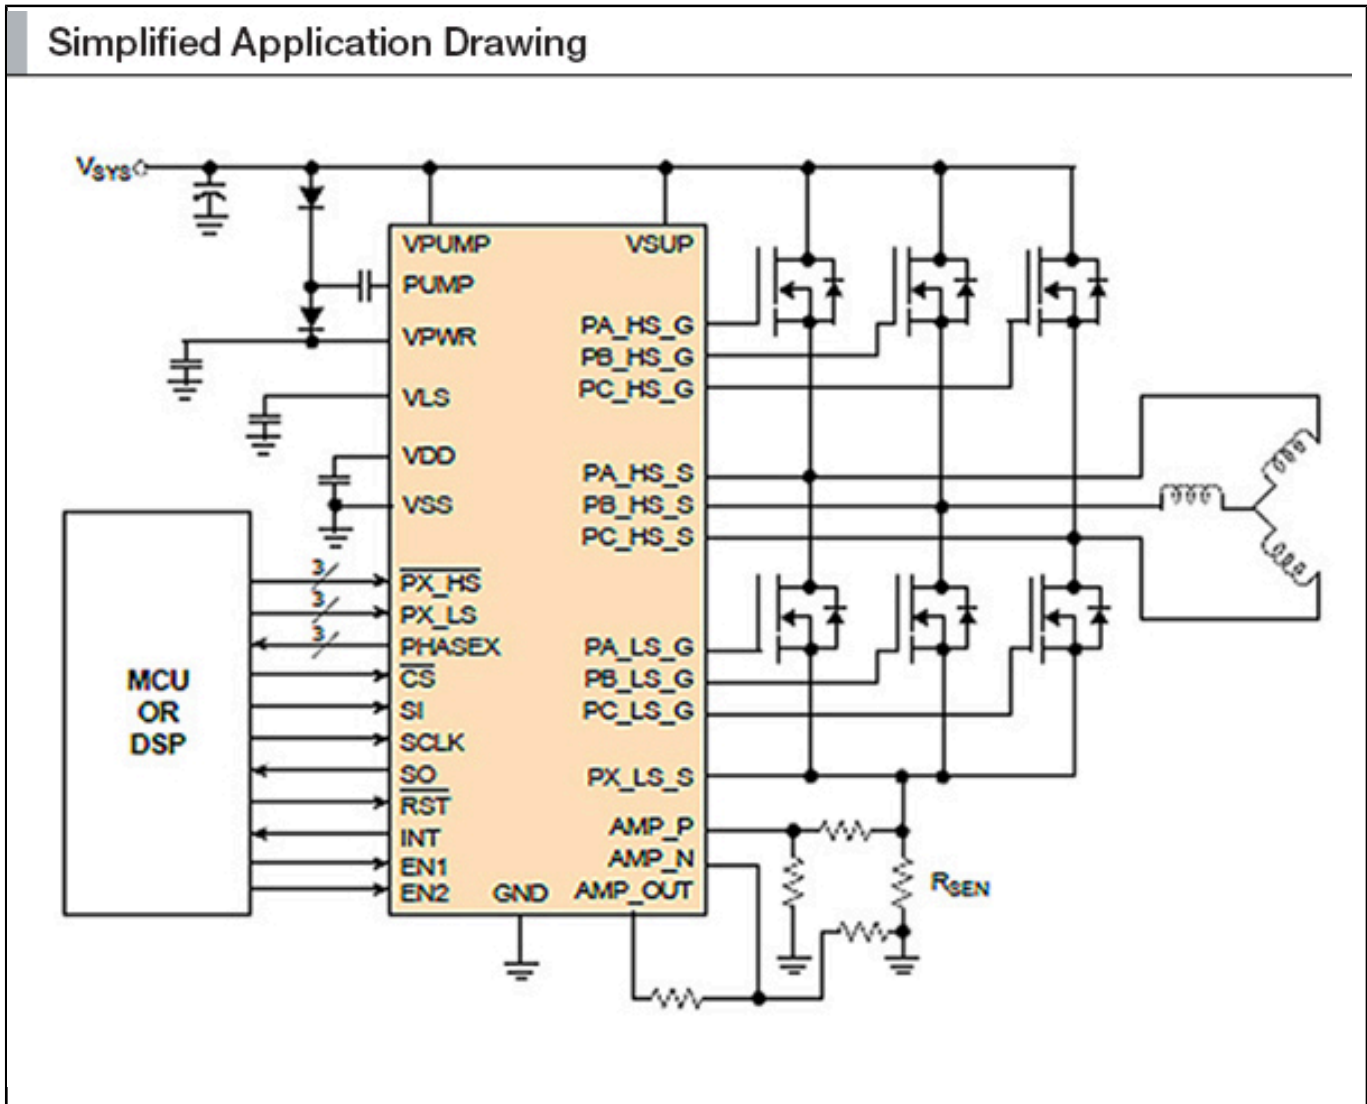 Simplified Application Drawing
VSYS
VPUMP
VSUP
PUMP
VPWR
VLS
VDD
VSS
PA_HS_G
PB_HS_G
PC_HS_G
PA_HS_S
PB_HS_S
PC_HS_S
MCU
OR
DSP
3
3
3
PX_HS
PX_LS
PHASEX
CS
SI
SCLK
SO
RST
INT
EN1
EN2
GND
PA_LS_G
PB_LS_G
PC_LS_G
PX_LS_S
AMP_P
AMP_N
AMP_OUT
RSEN